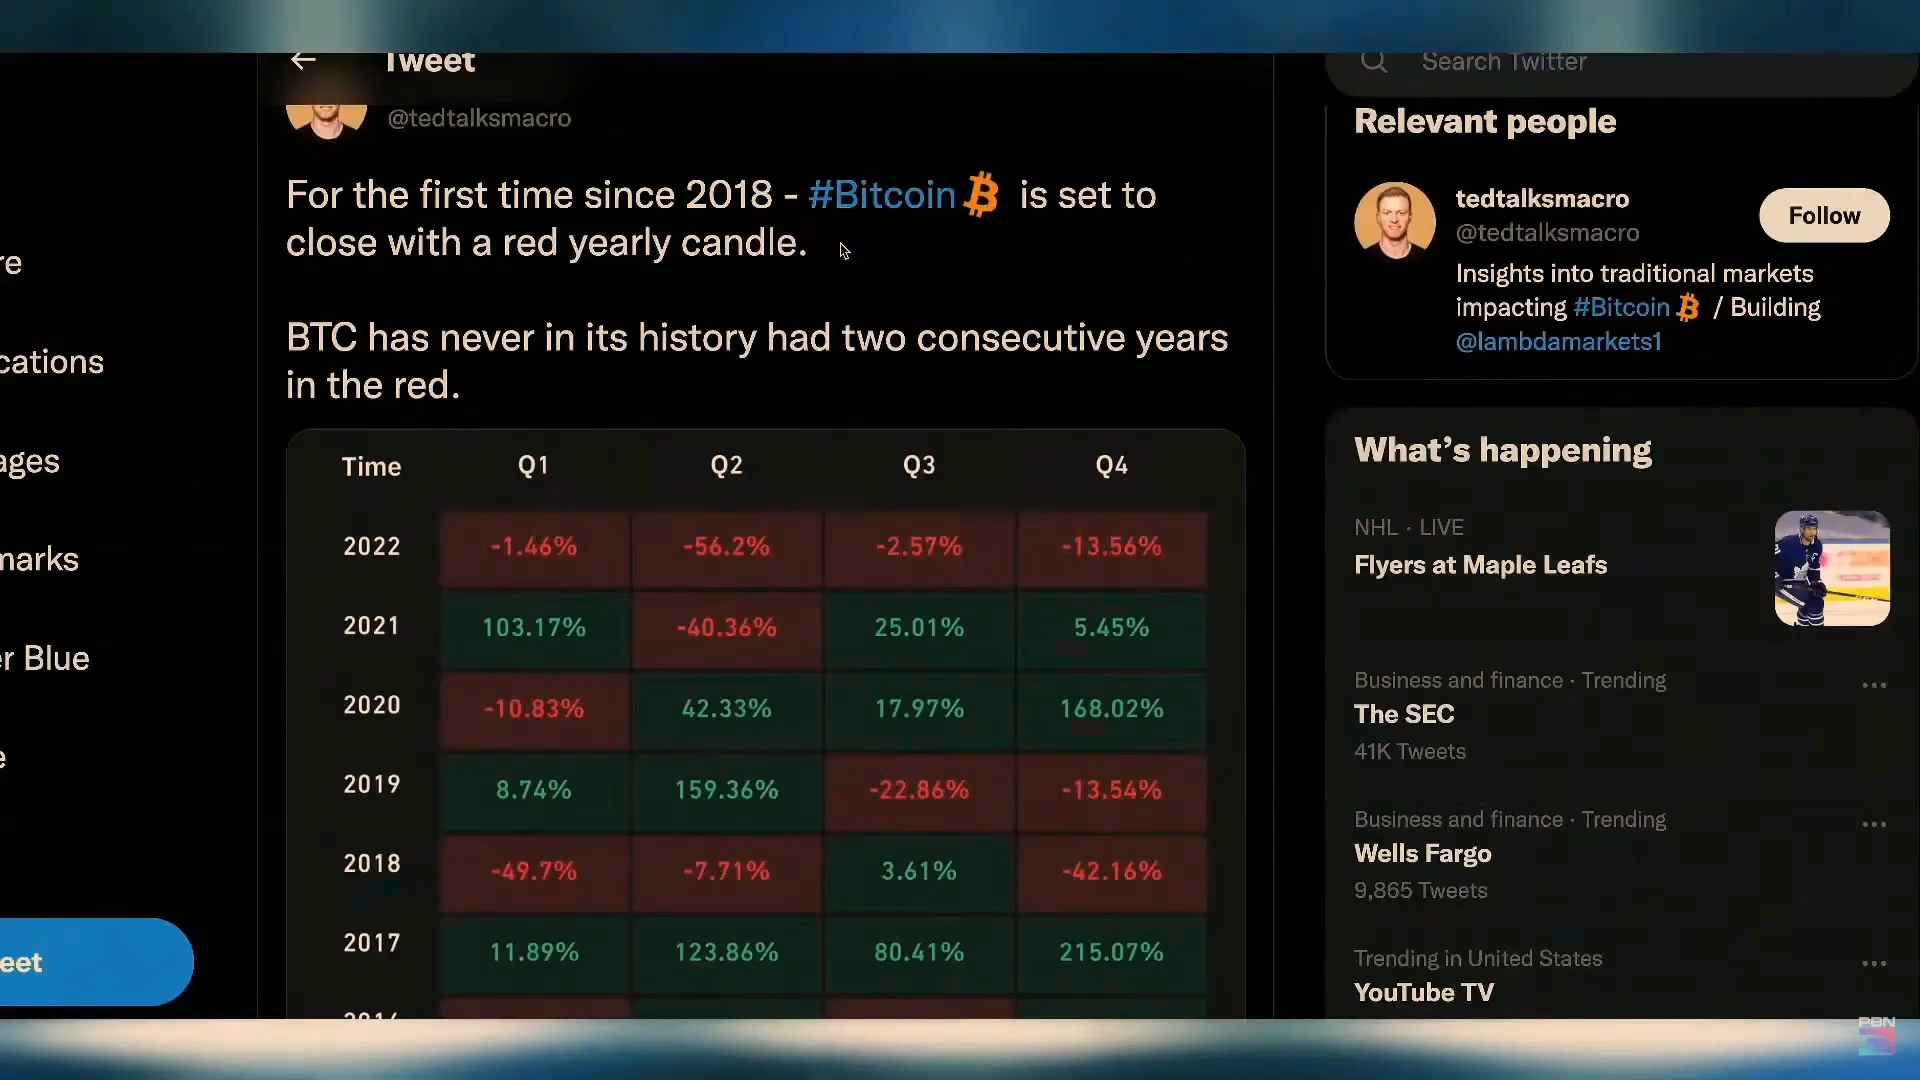 Tweet
@tedtalksmacro
For the first time since 2018 - #Bitcoin is set to
close with a red yearly candle.
BTC has never in its history had two consecutive years
in the red.
Time Q1 Q2 Q3 Q4
2022 -1.46% -56.2% -2.57% -13.56%
2021 103.17% -40.36% 25.01% 5.45%
2020 -10.83% 42.33% 17.97% 168.02%
2019 8.74% 159.36% -22.86% -13.54%
2018 -49.7% -7.71% 3.61% -42.16%
2017 11.89% 123.86% 80.41% 215.07%
re
cations
ages
marks
er Blue
e
eet
Search Twitter
Relevant people
tedtalksmacro
@tedtalksmacro
Follow
Insights into traditional markets
impacting #Bitcoin / Building
@lambdamarkets1
What's happening
NHL · LIVE
Flyers at Maple Leafs
Business and finance · Trending
The SEC
41K Tweets
Business and finance · Trending
Wells Fargo
9,865 Tweets
Trending in United States
YouTube TV
PBN
3